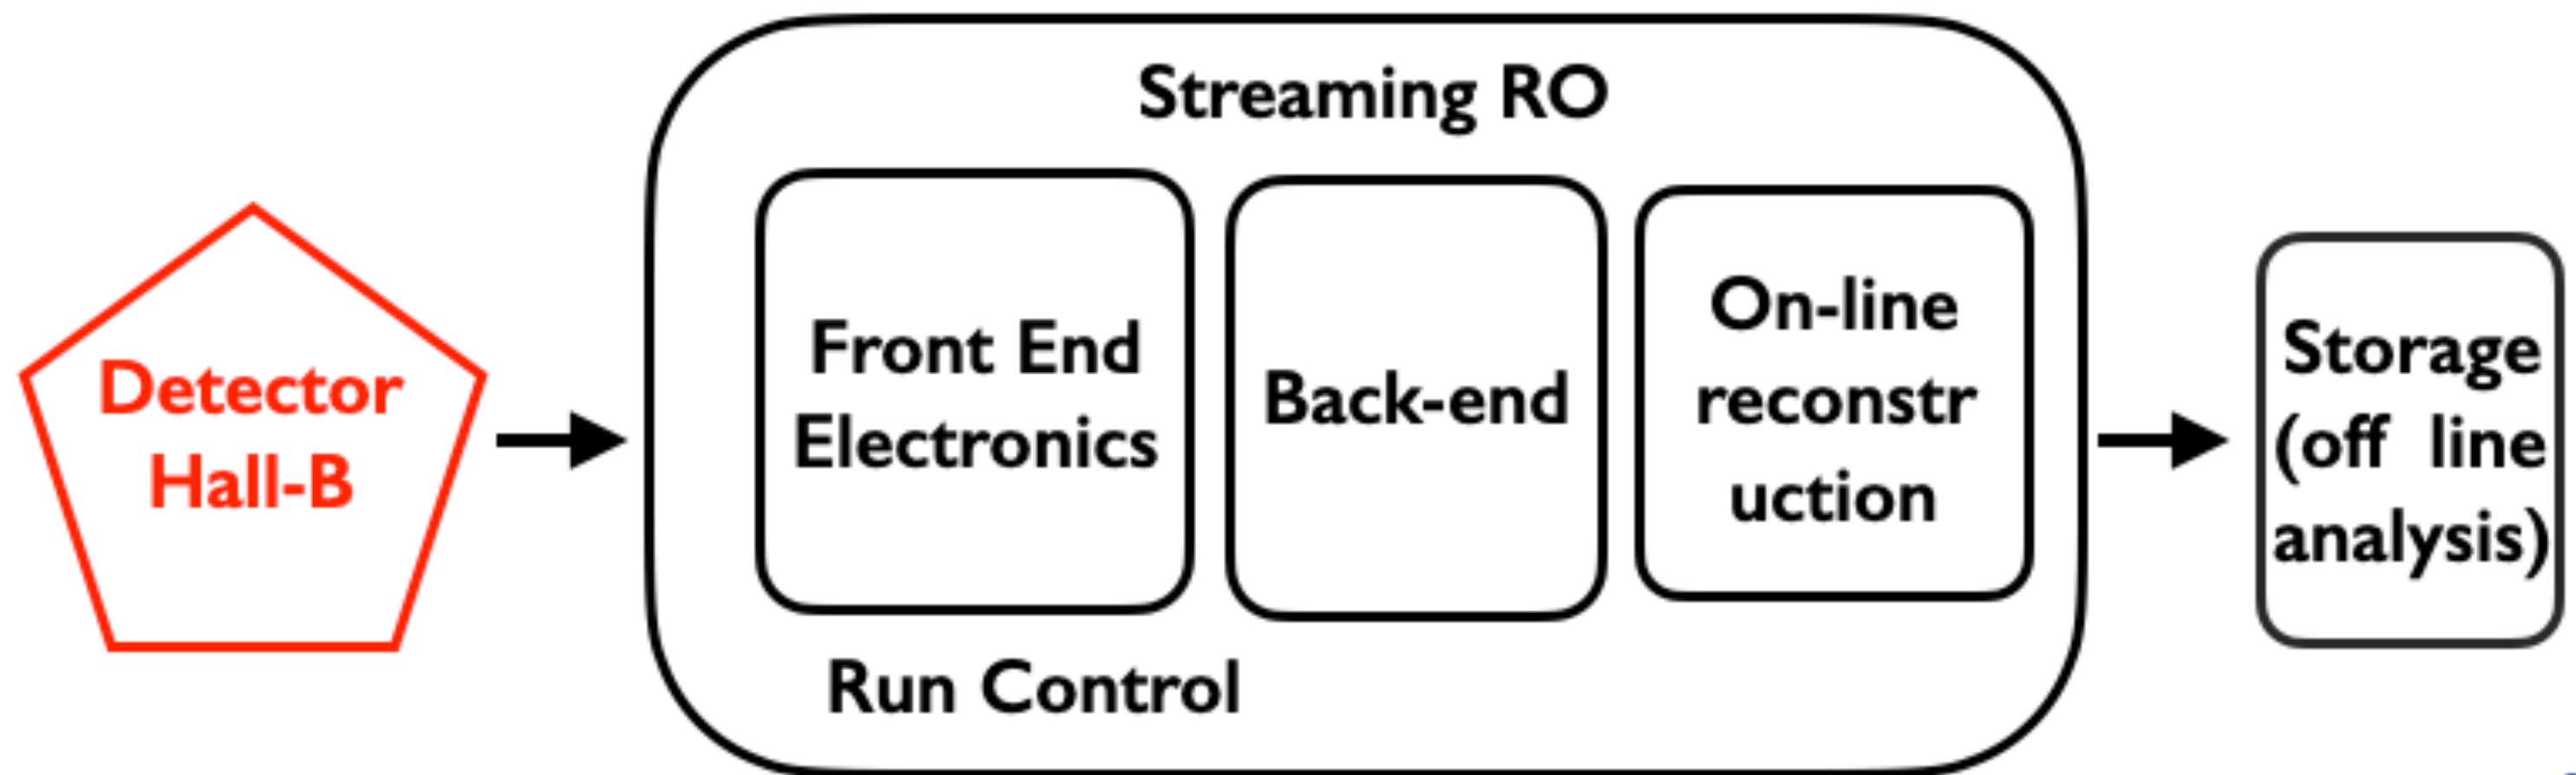 Streaming RO
Detector
Hall-B
Front End
Electronics
Back-end
On-line
reconstr
uction
Run Control
Storage
(off line
analysis)